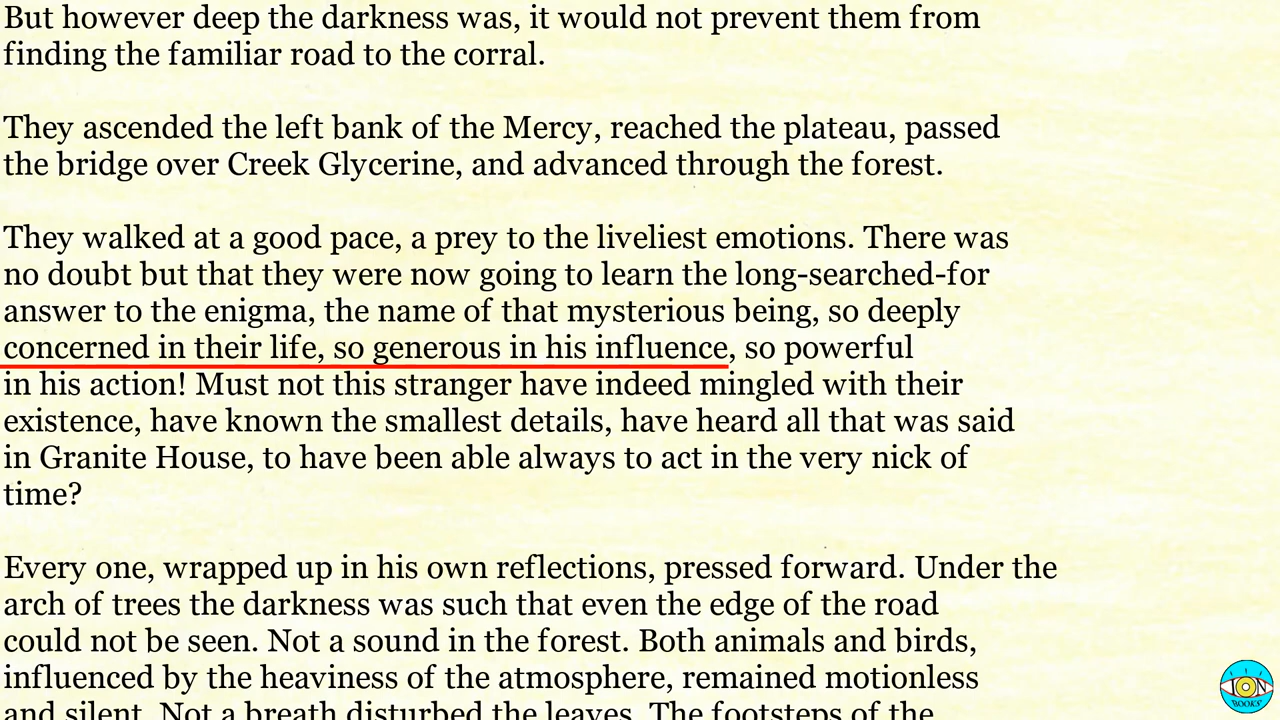 But however deep the darkness was, it would not prevent them from
finding the familiar road to the corral.
They ascended the left bank of the Mercy, reached the plateau, passed
the bridge over Creek Glycerine, and advanced through the forest.
They walked at a good pace, a prey to the liveliest emotions. There was
no doubt but that they were now going to learn the long-searched-for
answer to the enigma, the name of that mysterious being, so deeply
concerned in their life, so generous in his influence, so powerful
in his action! Must not this stranger have indeed mingled with their
existence, have known the smallest details, have heard all that was said
in Granite House, to have been able always to act in the very nick of
time?
Every one, wrapped up in his own reflections, pressed forward. Under the
arch of trees the darkness was such that even the edge of the road
could not be seen. Not a sound in the forest. Both animals and birds,
influenced by the heaviness of the atmosphere, remained motionless
and silent. Not a breath disturbed the leaves. The footsteps of the
ION
BOOKS